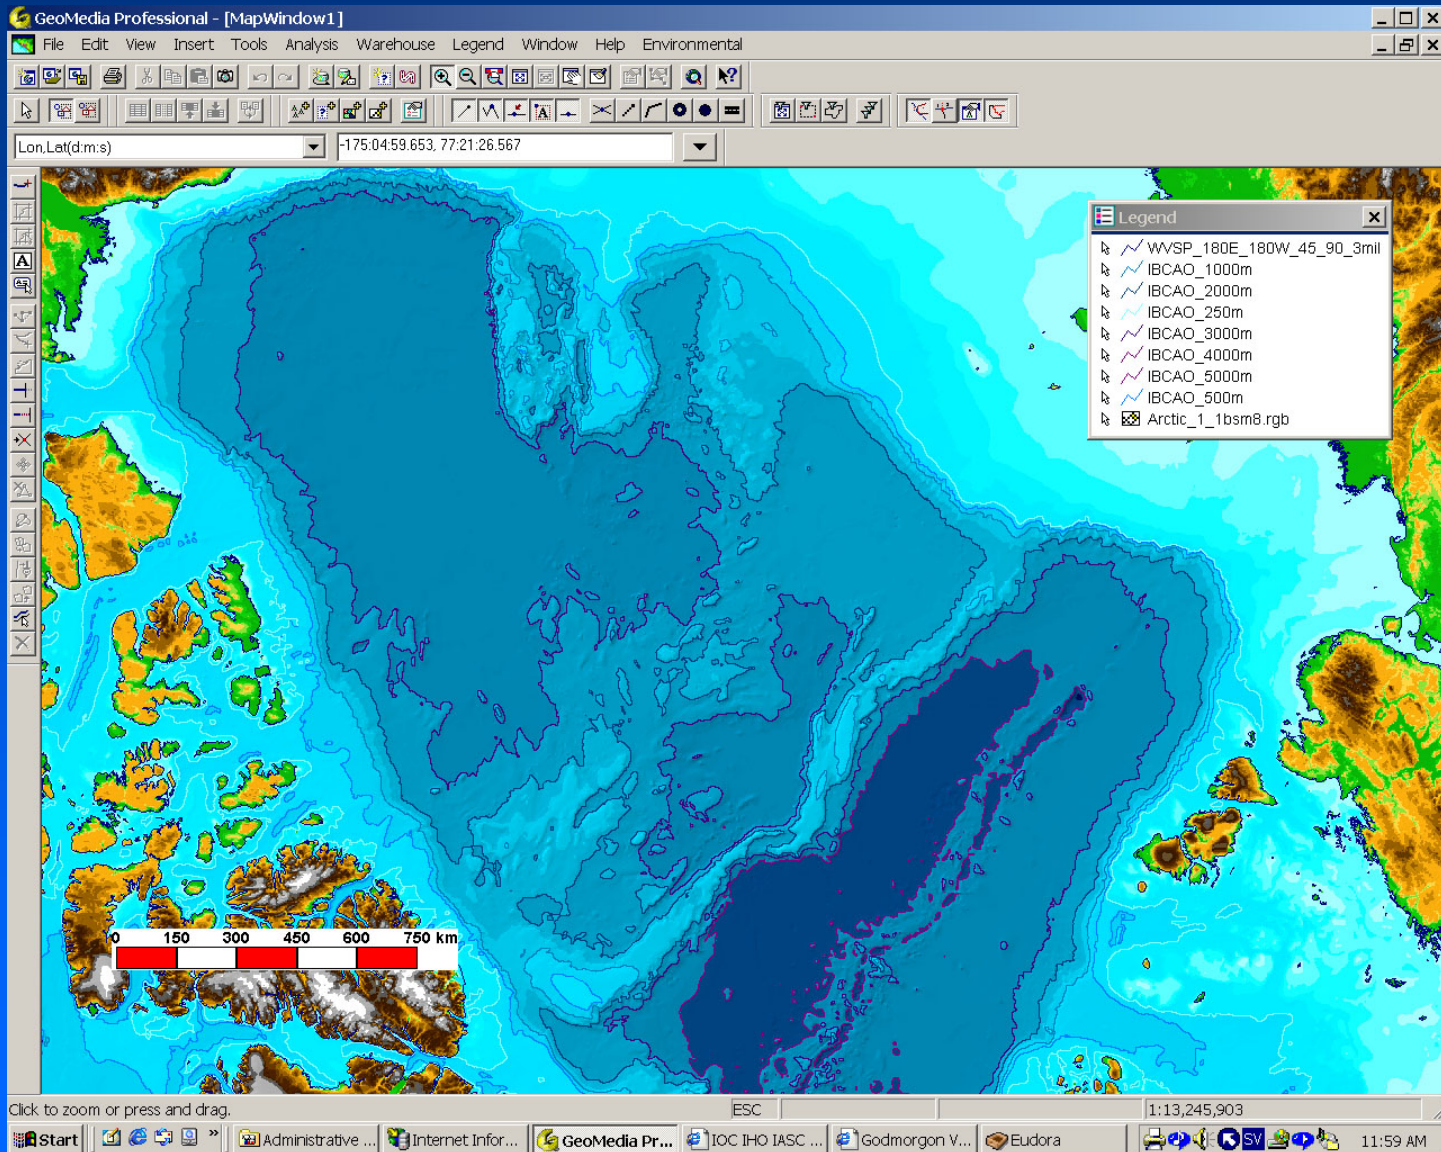 GeoMedia Professional - [MapWindow1]
File Edit View Insert Tools Analysis Warehouse Legend Window Help Environmental
Lon,Lat(d:m:s) -175:04:59.653, 77:21:26.567
Legend
WVSP_180E_180W_45_90_3mil
IBCAO_1000m
IBCAO_2000m
IBCAO_250m
IBCAO_3000m
IBCAO_4000m
IBCAO_5000m
IBCAO_500m
Arctic_1_1bsm8.rgb
0 150 300 450 600 750 km
Click to zoom or press and drag. ESC 1:13,245,903
Start Administrative ... Internet Infor... GeoMedia Pr... IOC IHO IASC ... Godmorgon V... Eudora SV 11:59 AM